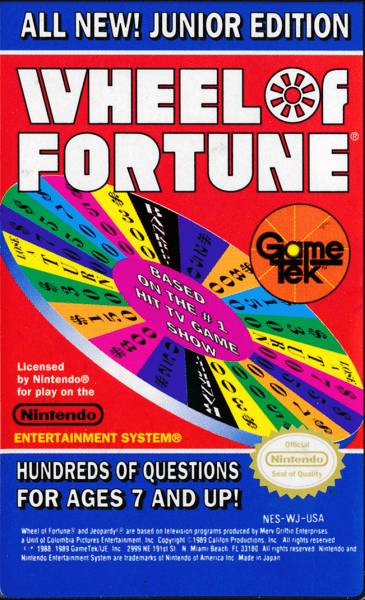 ALL NEW! JUNIOR EDITION
WHEEL OF
FORTUNE®
GameTek
BASED
ON THE #1
HIT TV GAME
SHOW
Licensed
by Nintendo®
for play on the
Nintendo
ENTERTAINMENT SYSTEM®
Official
Nintendo
Seal of Quality
HUNDREDS OF QUESTIONS
FOR AGES 7 AND UP!
NES-WJ-USA
Wheel of Fortune® and Jeopardy!® are based on television programs produced by Merv Griffin Enterprises
a Unit of Columbia Pictures Entertainment, Inc. Copyright ©1989 Califon Productions, Inc. All rights reserved
1988, 1989 GameTek/IJE, Inc. 2999 NE 191st St. N. Miami Beach, FL 33180 All rights reserved Nintendo and
Nintendo Entertainment System are trademarks of Nintendo of America Inc. Made in Japan